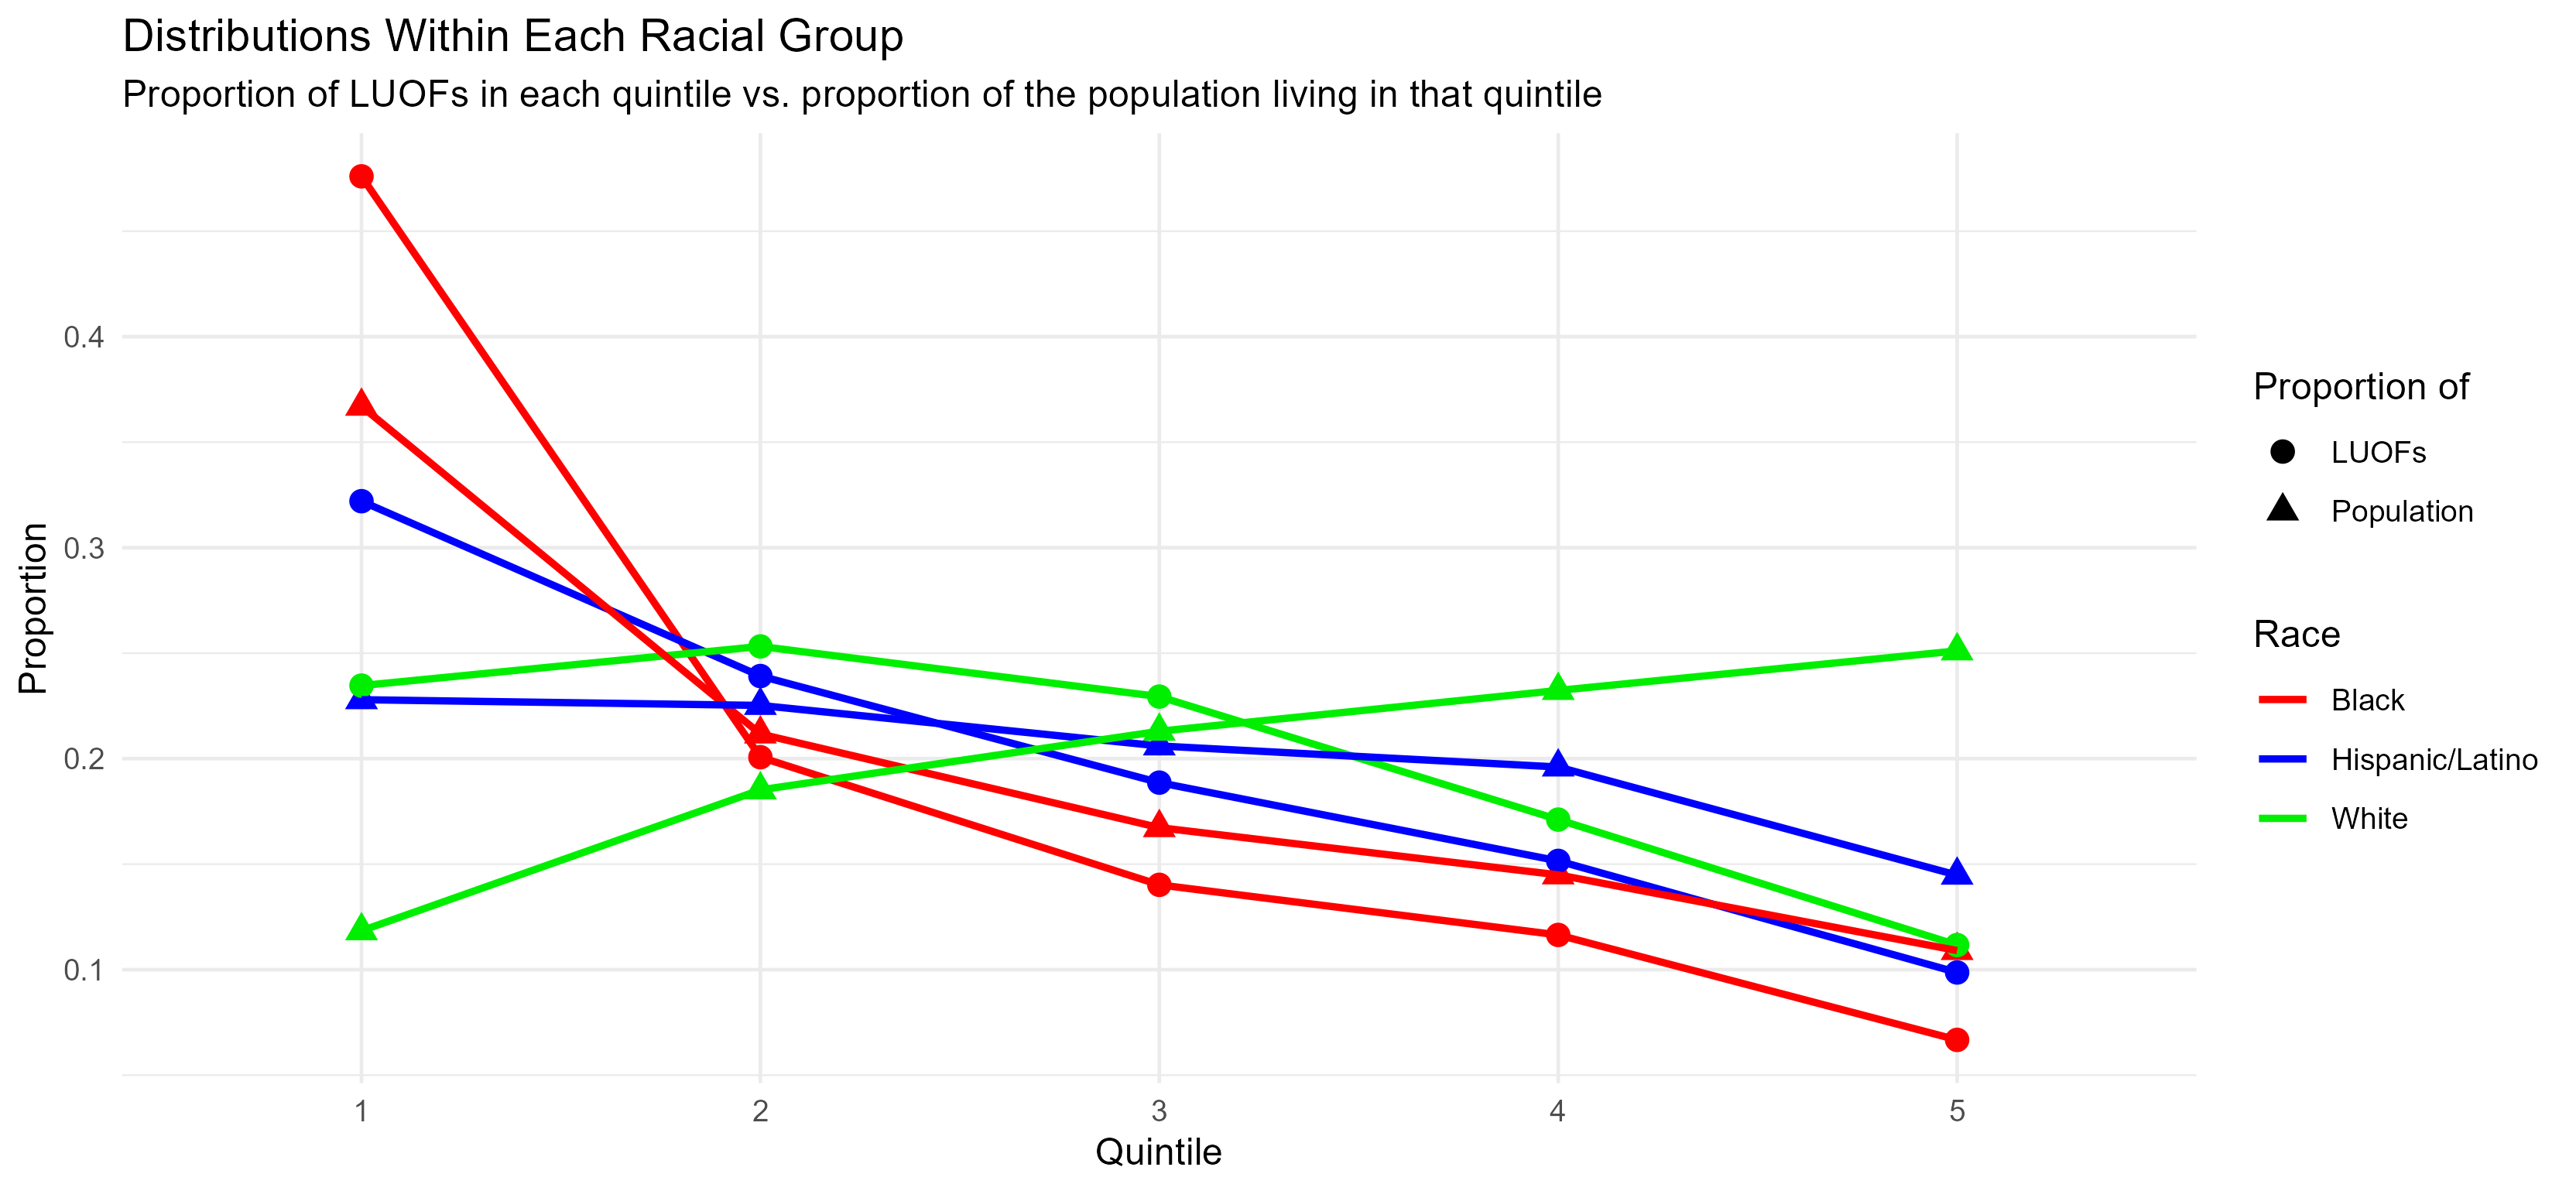 Distributions Within Each Racial Group
Proportion of LUOFs in each quintile vs. proportion of the population living in that quintile
Proportion
0.4
0.3
0.2
0.1
1 2 3 4 5
Quintile
Proportion of
LUOFs
Population
Race
Black
Hispanic/Latino
White